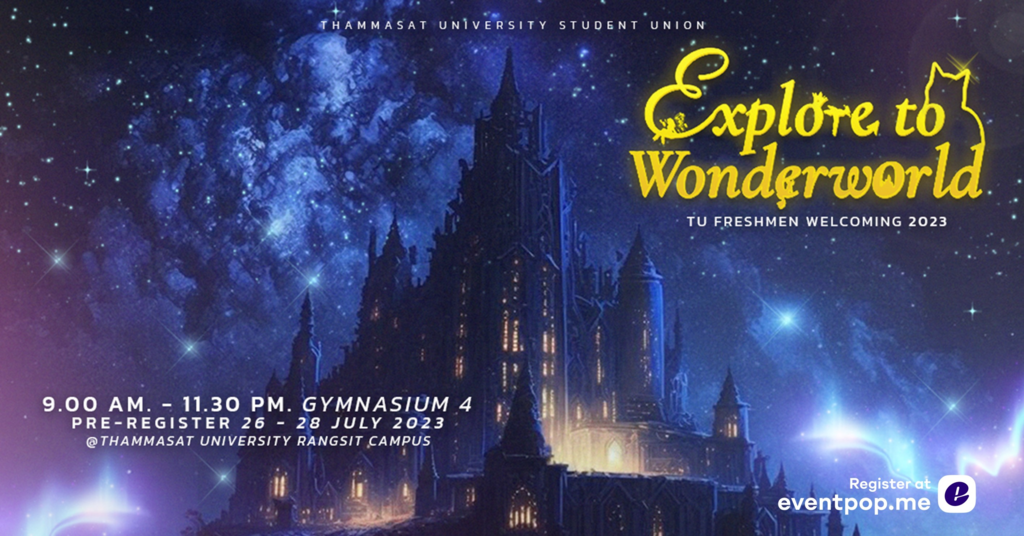 THAMMASAT UNIVERSITY STUDENT UNION
Explore to
Wonderworld
TU FRESHMEN WELCOMING 2023
9.00 AM. - 11.30 PM. GYMNASIUM 4
PRE-REGISTER 26 - 28 JULY 2023
@THAMMASAT UNIVERSITY RANGSIT CAMPUS
Register at
eventpop.me
e